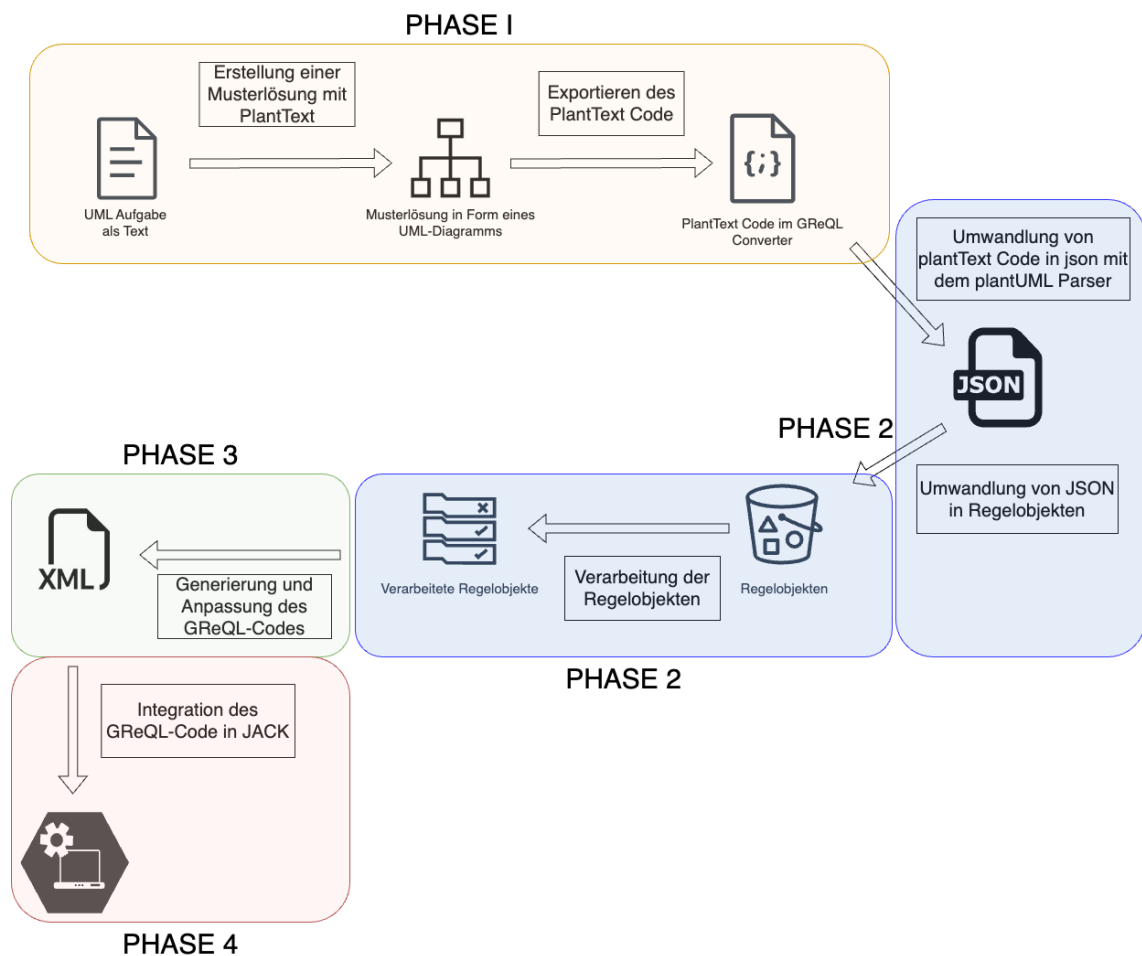 PHASE I
Erstellung einer
Musterlösung mit
PlantText
Exportieren des
PlantText Code
{;}
UML Aufgabe
als Text
Musterlösung in Form eines
UML-Diagramms
PlantText Code im GReQL
Converter
Umwandlung von
plantText Code in json mit
dem plantUML Parser
JSON
PHASE 2
Umwandlung von JSON
in Regelobjekten
PHASE 3
XML
Generierung und
Anpassung des
GReQL-Codes
Verarbeitete Regelobjekte
Verarbeitung der
Regelobjekten
Regelobjekten
PHASE 2
Integration des
GReQL-Code in JACK
PHASE 4